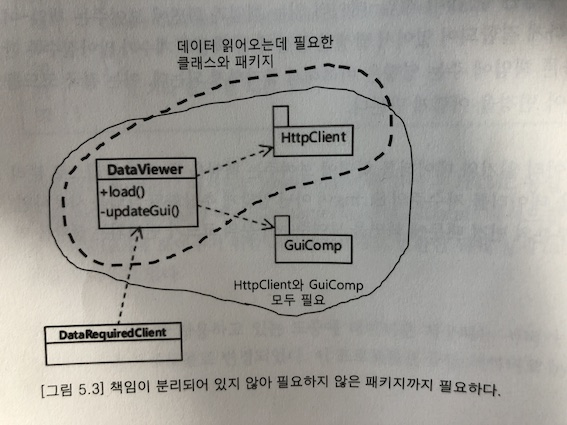 데이터 읽어오는데 필요한
클래스와 패키지
HttpClient
DataViewer
+load()
-updateGui()
GuiComp
HttpClient와 GuiComp
모두 필요
DataRequiredClient
[그림 5.3] 책임이 분리되어 있지 않아 필요하지 않은 패키지까지 필요하다.